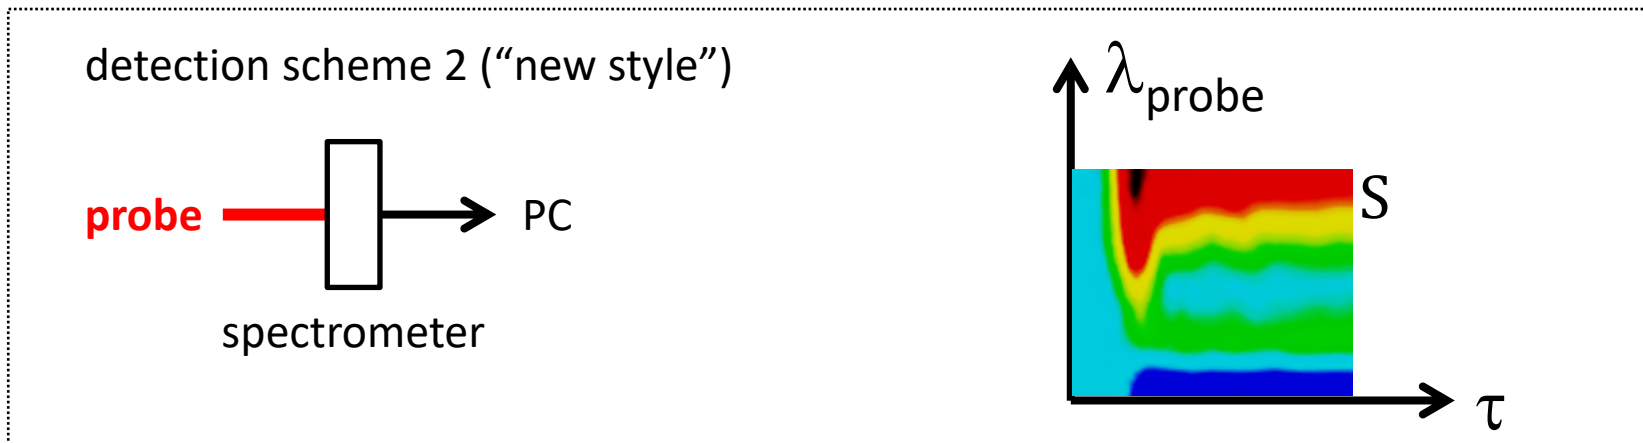 detection scheme 2 (“new style”)
probe
PC
spectrometer
λprobe
S
τ